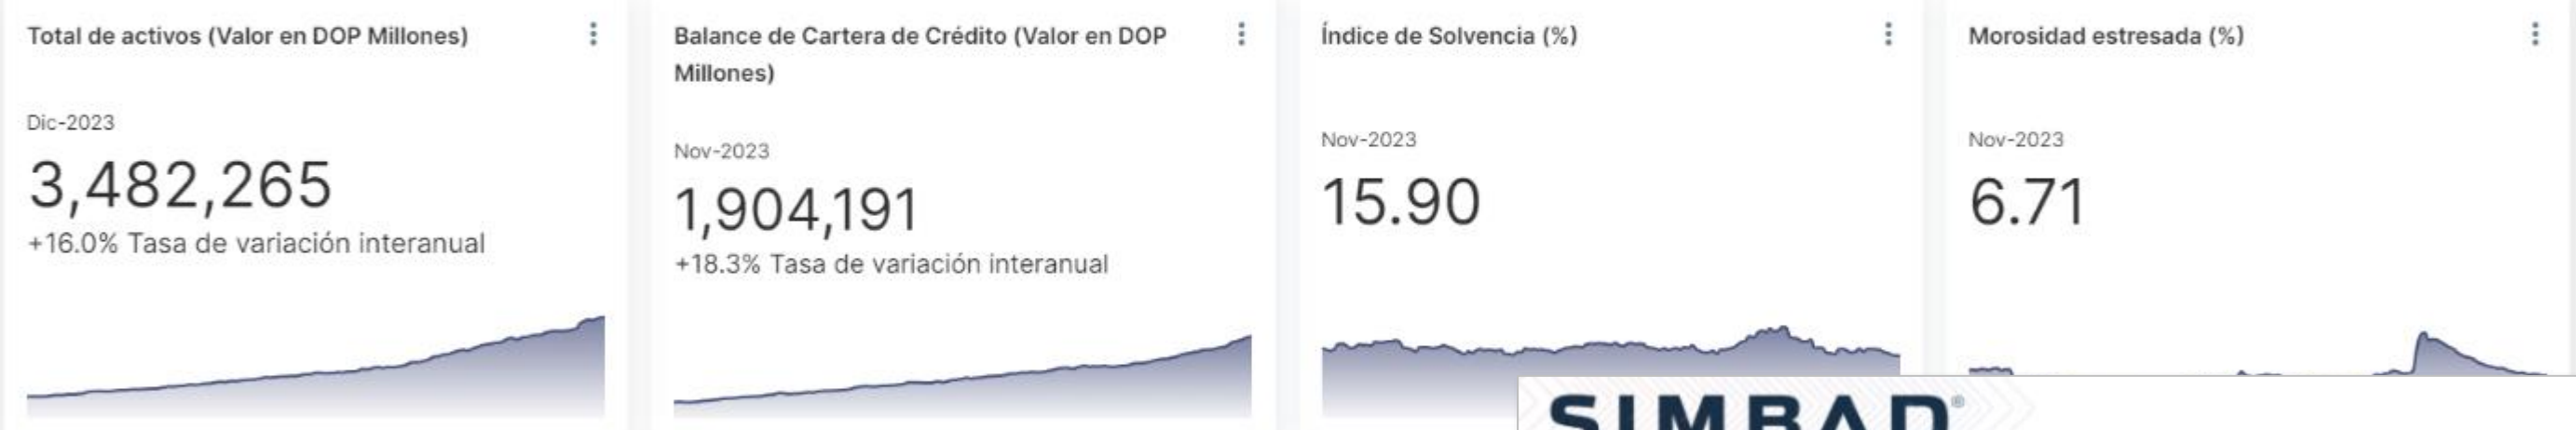 Total de activos (Valor en DOP Millones)
Dic-2023
3,482,265
+16.0% Tasa de variación interanual
Balance de Cartera de Crédito (Valor en DOP
Millones)
Nov-2023
1,904,191
+18.3% Tasa de variación interanual
Índice de Solvencia (%)
Nov-2023
15.90
Morosidad estresada (%)
Nov-2023
6.71
SIMBAD®